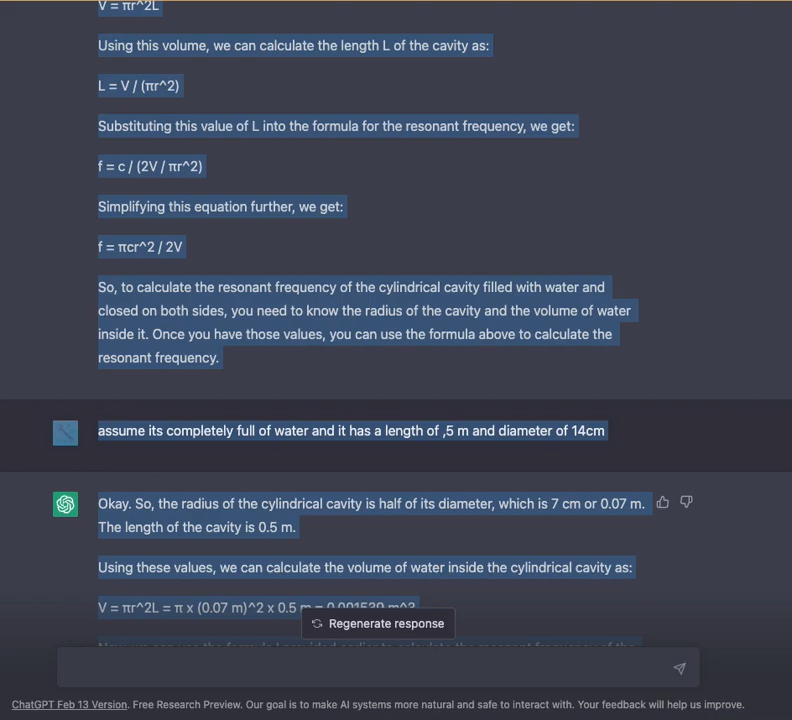 V = πr^2L
Using this volume, we can calculate the length L of the cavity as:
L = V / (πr^2)
Substituting this value of L into the formula for the resonant frequency, we get:
f = c / (2V / πr^2)
Simplifying this equation further, we get:
f = πcr^2 / 2V
So, to calculate the resonant frequency of the cylindrical cavity filled with water and
closed on both sides, you need to know the radius of the cavity and the volume of water
inside it. Once you have those values, you can use the formula above to calculate the
resonant frequency.
assume its completely full of water and it has a length of ,5 m and diameter of 14cm
Okay. So, the radius of the cylindrical cavity is half of its diameter, which is 7 cm or 0.07 m.
The length of the cavity is 0.5 m.
Using these values, we can calculate the volume of water inside the cylindrical cavity as:
V = πr^2L = π x (0.07 m)^2 x 0.5 m = 0.001539 m^3
Regenerate response
ChatGPT Feb 13 Version. Free Research Preview. Our goal is to make AI systems more natural and safe to interact with. Your feedback will help us improve.